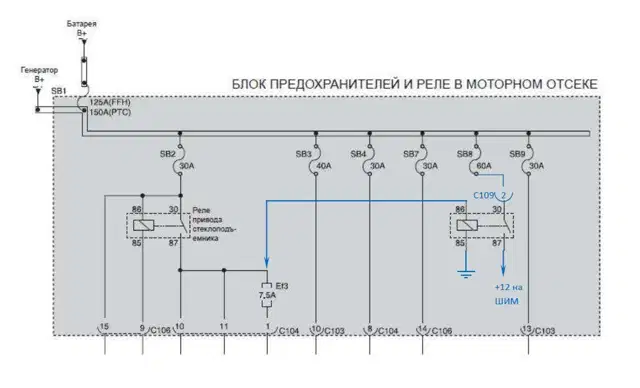 Батарея
B+
Генератор
B+
SB1
БЛОК ПРЕДОХРАНИТЕЛЕЙ И РЕЛЕ В МОТОРНОМ ОТСЕКЕ
125A(FFH)
150A(PTC)
SB2 SB3 SB4 SB7 SB8 SB9
30A 40A 30A 30A 60A 30A
C109 2
86 30 Реле
привода
стеклоподъ-
емника
86 30
85 87
85 87
Ef3
7,5A
+12 на
ШИМ
15 9 C106 10 11 1 C104 10 C103 8 C104 14 C106 13 C103